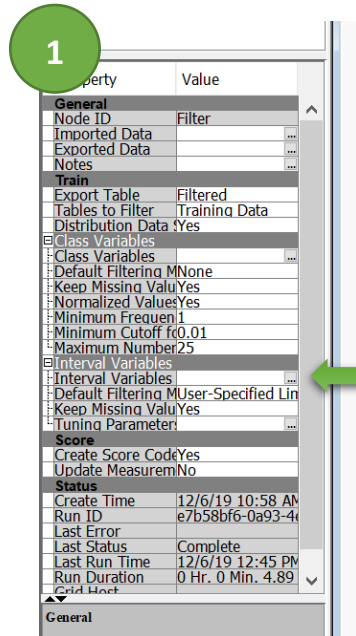 1
Property Value
General
Node ID Filter
Imported Data ...
Exported Data ...
Notes ...
Train
Export Table Filtered
Tables to Filter Training Data
Distribution Data Yes
Class Variables
Class Variables ...
Default Filtering M None
Keep Missing Valu Yes
Normalized Values Yes
Minimum Frequen 1
Minimum Cutoff fo 0.01
Maximum Number 25
Interval Variables
Interval Variables ...
Default Filtering M User-Specified Lim
Keep Missing Valu Yes
Tuning Parameters ...
Score
Create Score Code Yes
Update Measurem No
Status
Create Time 12/6/19 10:58 AM
Run ID e7b58bf6-0a93-4e
Last Error
Last Status Complete
Last Run Time 12/6/19 12:45 PM
Run Duration 0 Hr. 0 Min. 4.89
Grid Host
General